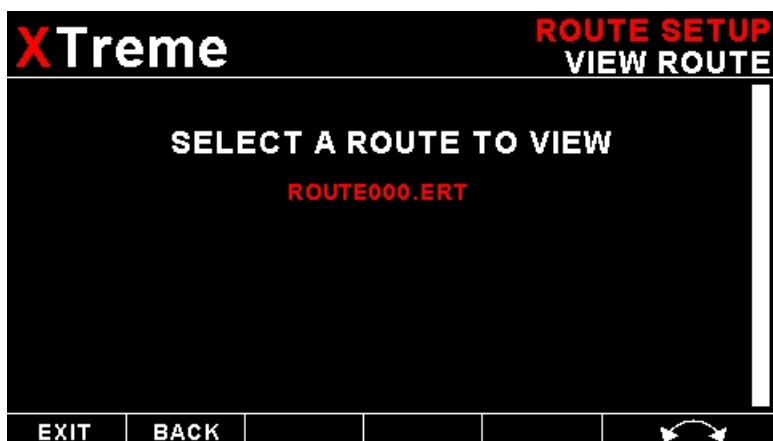 XTreme
ROUTE SETUP
VIEW ROUTE
SELECT A ROUTE TO VIEW
ROUTE000.ERT
EXIT BACK